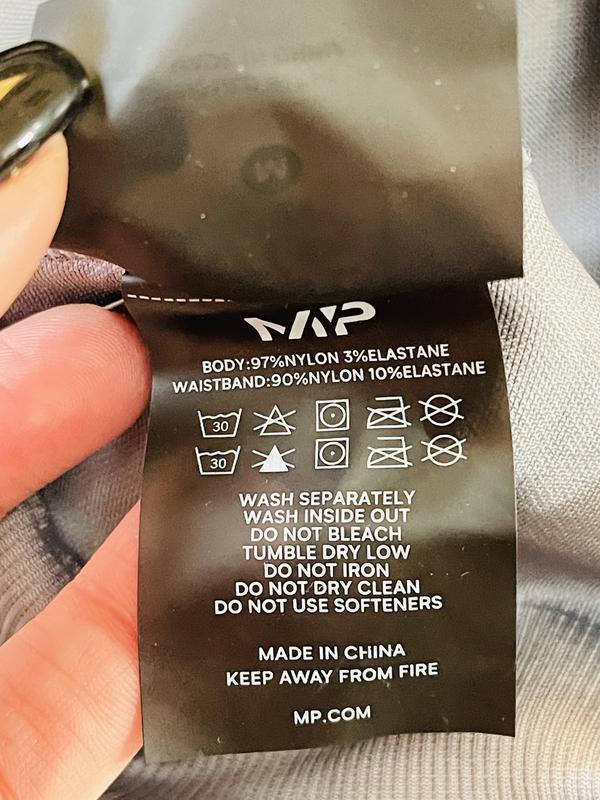 MP
BODY:97%NYLON 3%ELASTANE
WAISTBAND:90%NYLON 10%ELASTANE
30
30
WASH SEPARATELY
WASH INSIDE OUT
DO NOT BLEACH
TUMBLE DRY LOW
DO NOT IRON
DO NOT DRY CLEAN
DO NOT USE SOFTENERS
MADE IN CHINA
KEEP AWAY FROM FIRE
MP.COM